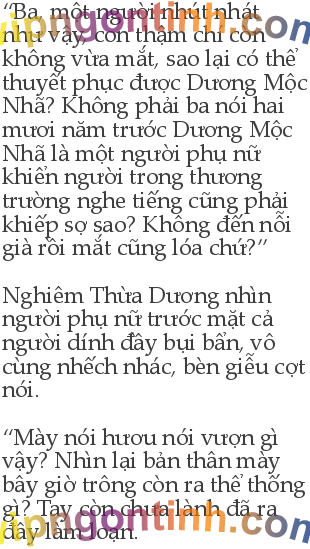 “Ba, một người nhút nhát
như vậy, con thậm chí còn
không vừa mắt, sao lại có thể
thuyết phục được Dương Mộc
Nhã? Không phải ba nói hai
mươi năm trước Dương Mộc
Nhã là một người phụ nữ
khiến người trong thương
trường nghe tiếng cũng phải
khiếp sợ sao? Không đến nỗi
già rồi mắt cũng lóa chứ?”
Nghiêm Thừa Dương nhìn
người phụ nữ trước mặt cả
người dính đầy bụi bẩn, vô
cùng nhếch nhác, bèn giễu cợt
nói.
“Mày nói hươu nói vượn gì
vậy? Nhìn lại bản thân mày
bây giờ trông còn ra thể thống
gì? Tay còn chưa lành đã ra
đây làm loạn.